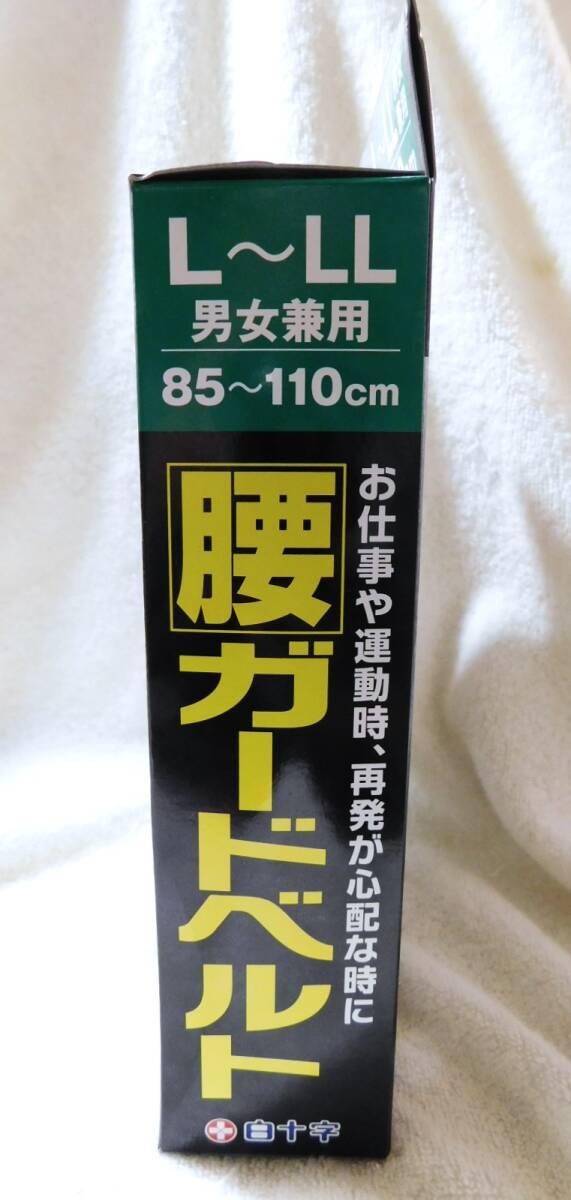 L～LL
男女兼用
85～110cm
お仕事や運動時、再発が心配な時に
腰ガードベルト
白十字